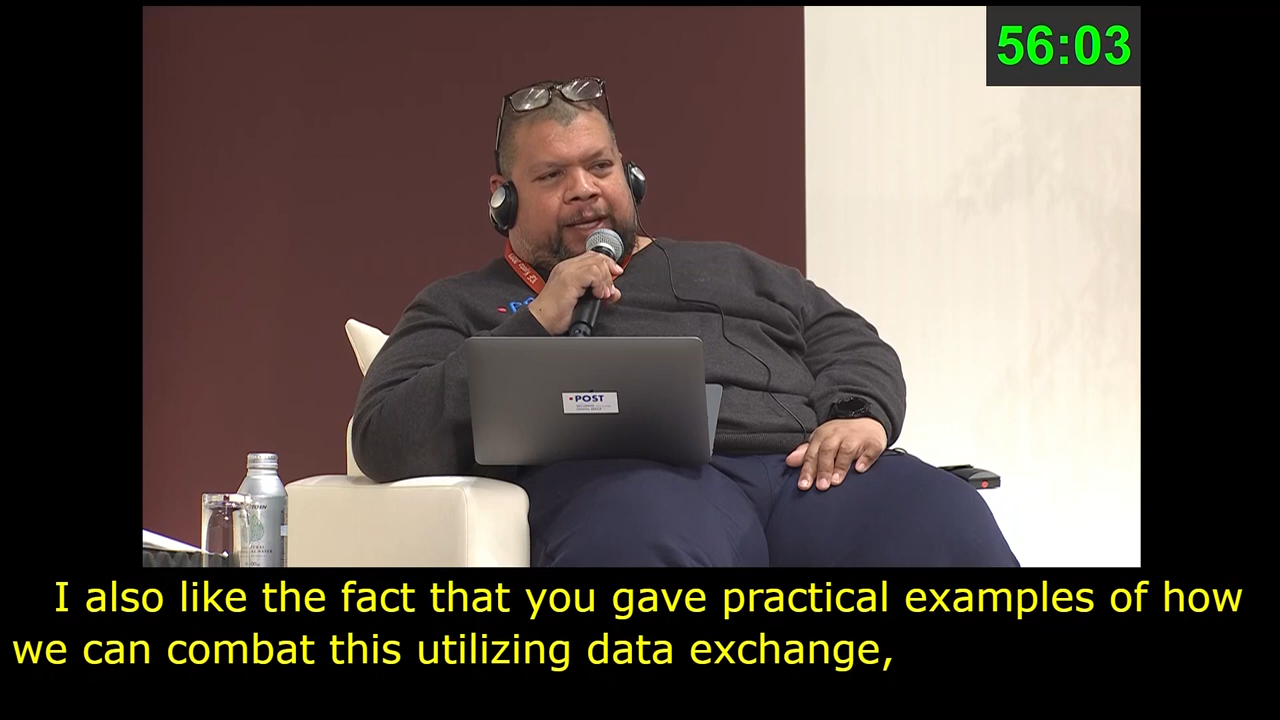 56:03
POST
I also like the fact that you gave practical examples of how
we can combat this utilizing data exchange,